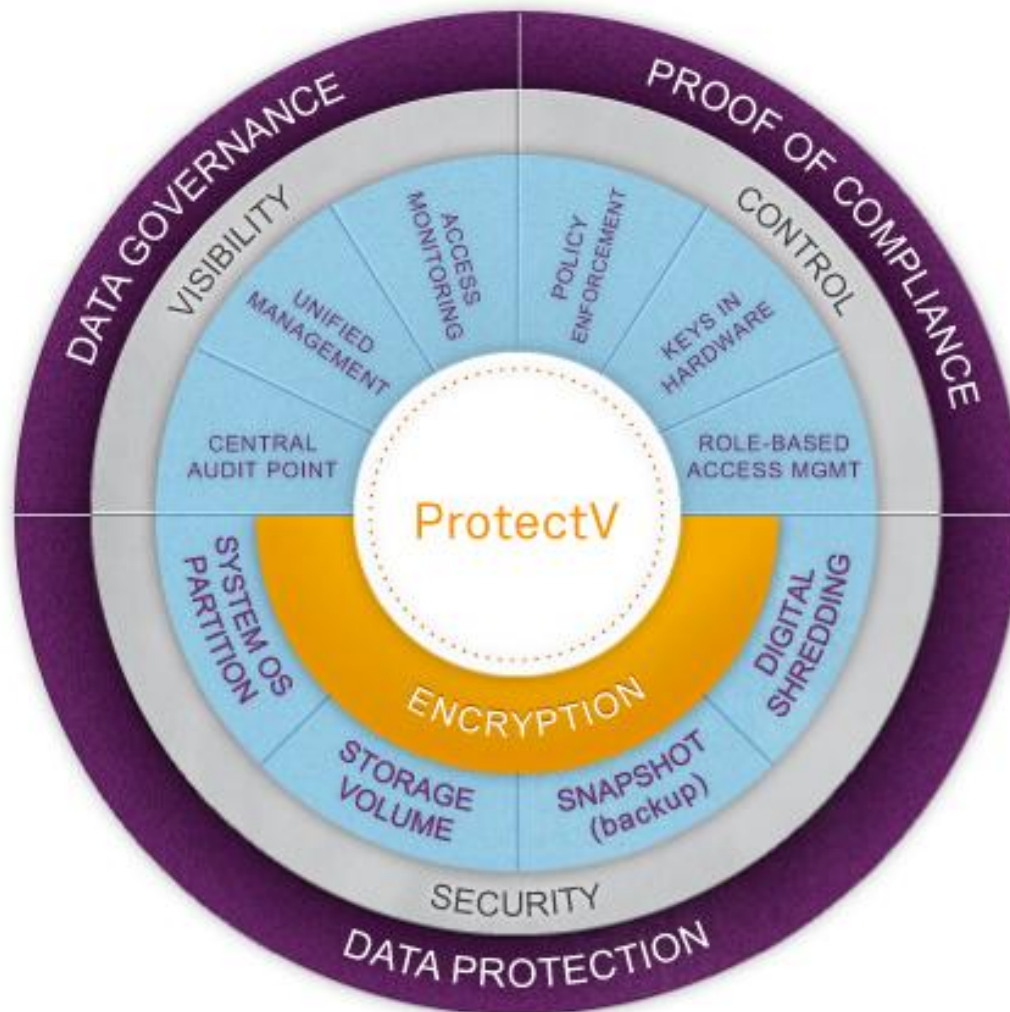 DATA GOVERNANCE
PROOF OF COMPLIANCE
VISIBILITY
CONTROL
CENTRAL
AUDIT POINT
UNIFIED
MANAGEMENT
ACCESS
MONITORING
POLICY
ENFORCEMENT
KEYS IN
HARDWARE
ROLE-BASED
ACCESS MGMT
ProtectV
ENCRYPTION
SYSTEM OS
PARTITION
STORAGE
VOLUME
SNAPSHOT
(backup)
DIGITAL
SHREDDING
SECURITY
DATA PROTECTION